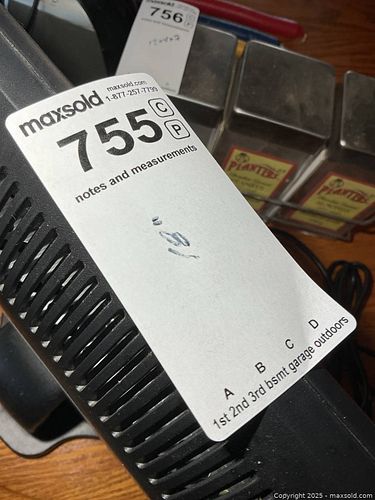 756
maxsold
maxsold.com
1-877-257-7799
755
C
P
notes and measurements
A B C D
1st 2nd 3rd bsmt garage outdoors
PLANTERS
PLANTERS
Copyright 2025 - maxsold.com